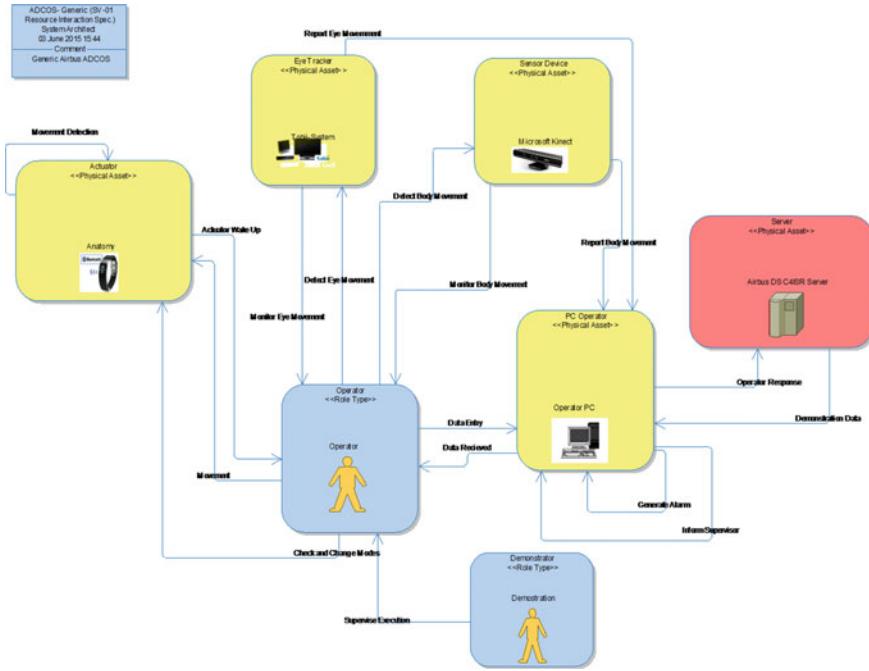 ADCOS- Generic (SV-01
Resource Interaction Spec.)
System Architect
03 June 2015 15:44
Comment
Generic Airbus ADCOS
Report Eye Movemment
Eye Tracker
<<Physical Asset>>
Sensor Device
<<Physical Asset>>
Microsoft Kinect
Movement Detection
Actuator
<<Physical Asset>>
Anatomy
Bluetooth
Actuator Wake Up
Detect Body Movement
Detect Eye Movement
Monitor Eye Movement
Monitor Body Movement
Report Body Movement
Server
<<Physical Asset>>
Airbus DS C4ISR Server
PC Operator
<<Physical Asset>>
Operator PC
Operator Response
Demonstration Data
Operator
<<Role Type>>
Operator
Data Entry
Data Recieved
Movement
Generate Alarm
Inform Supervisor
Check and Change Modes
Demonstrator
<<Role Type>>
Demostration
Supervise Execution